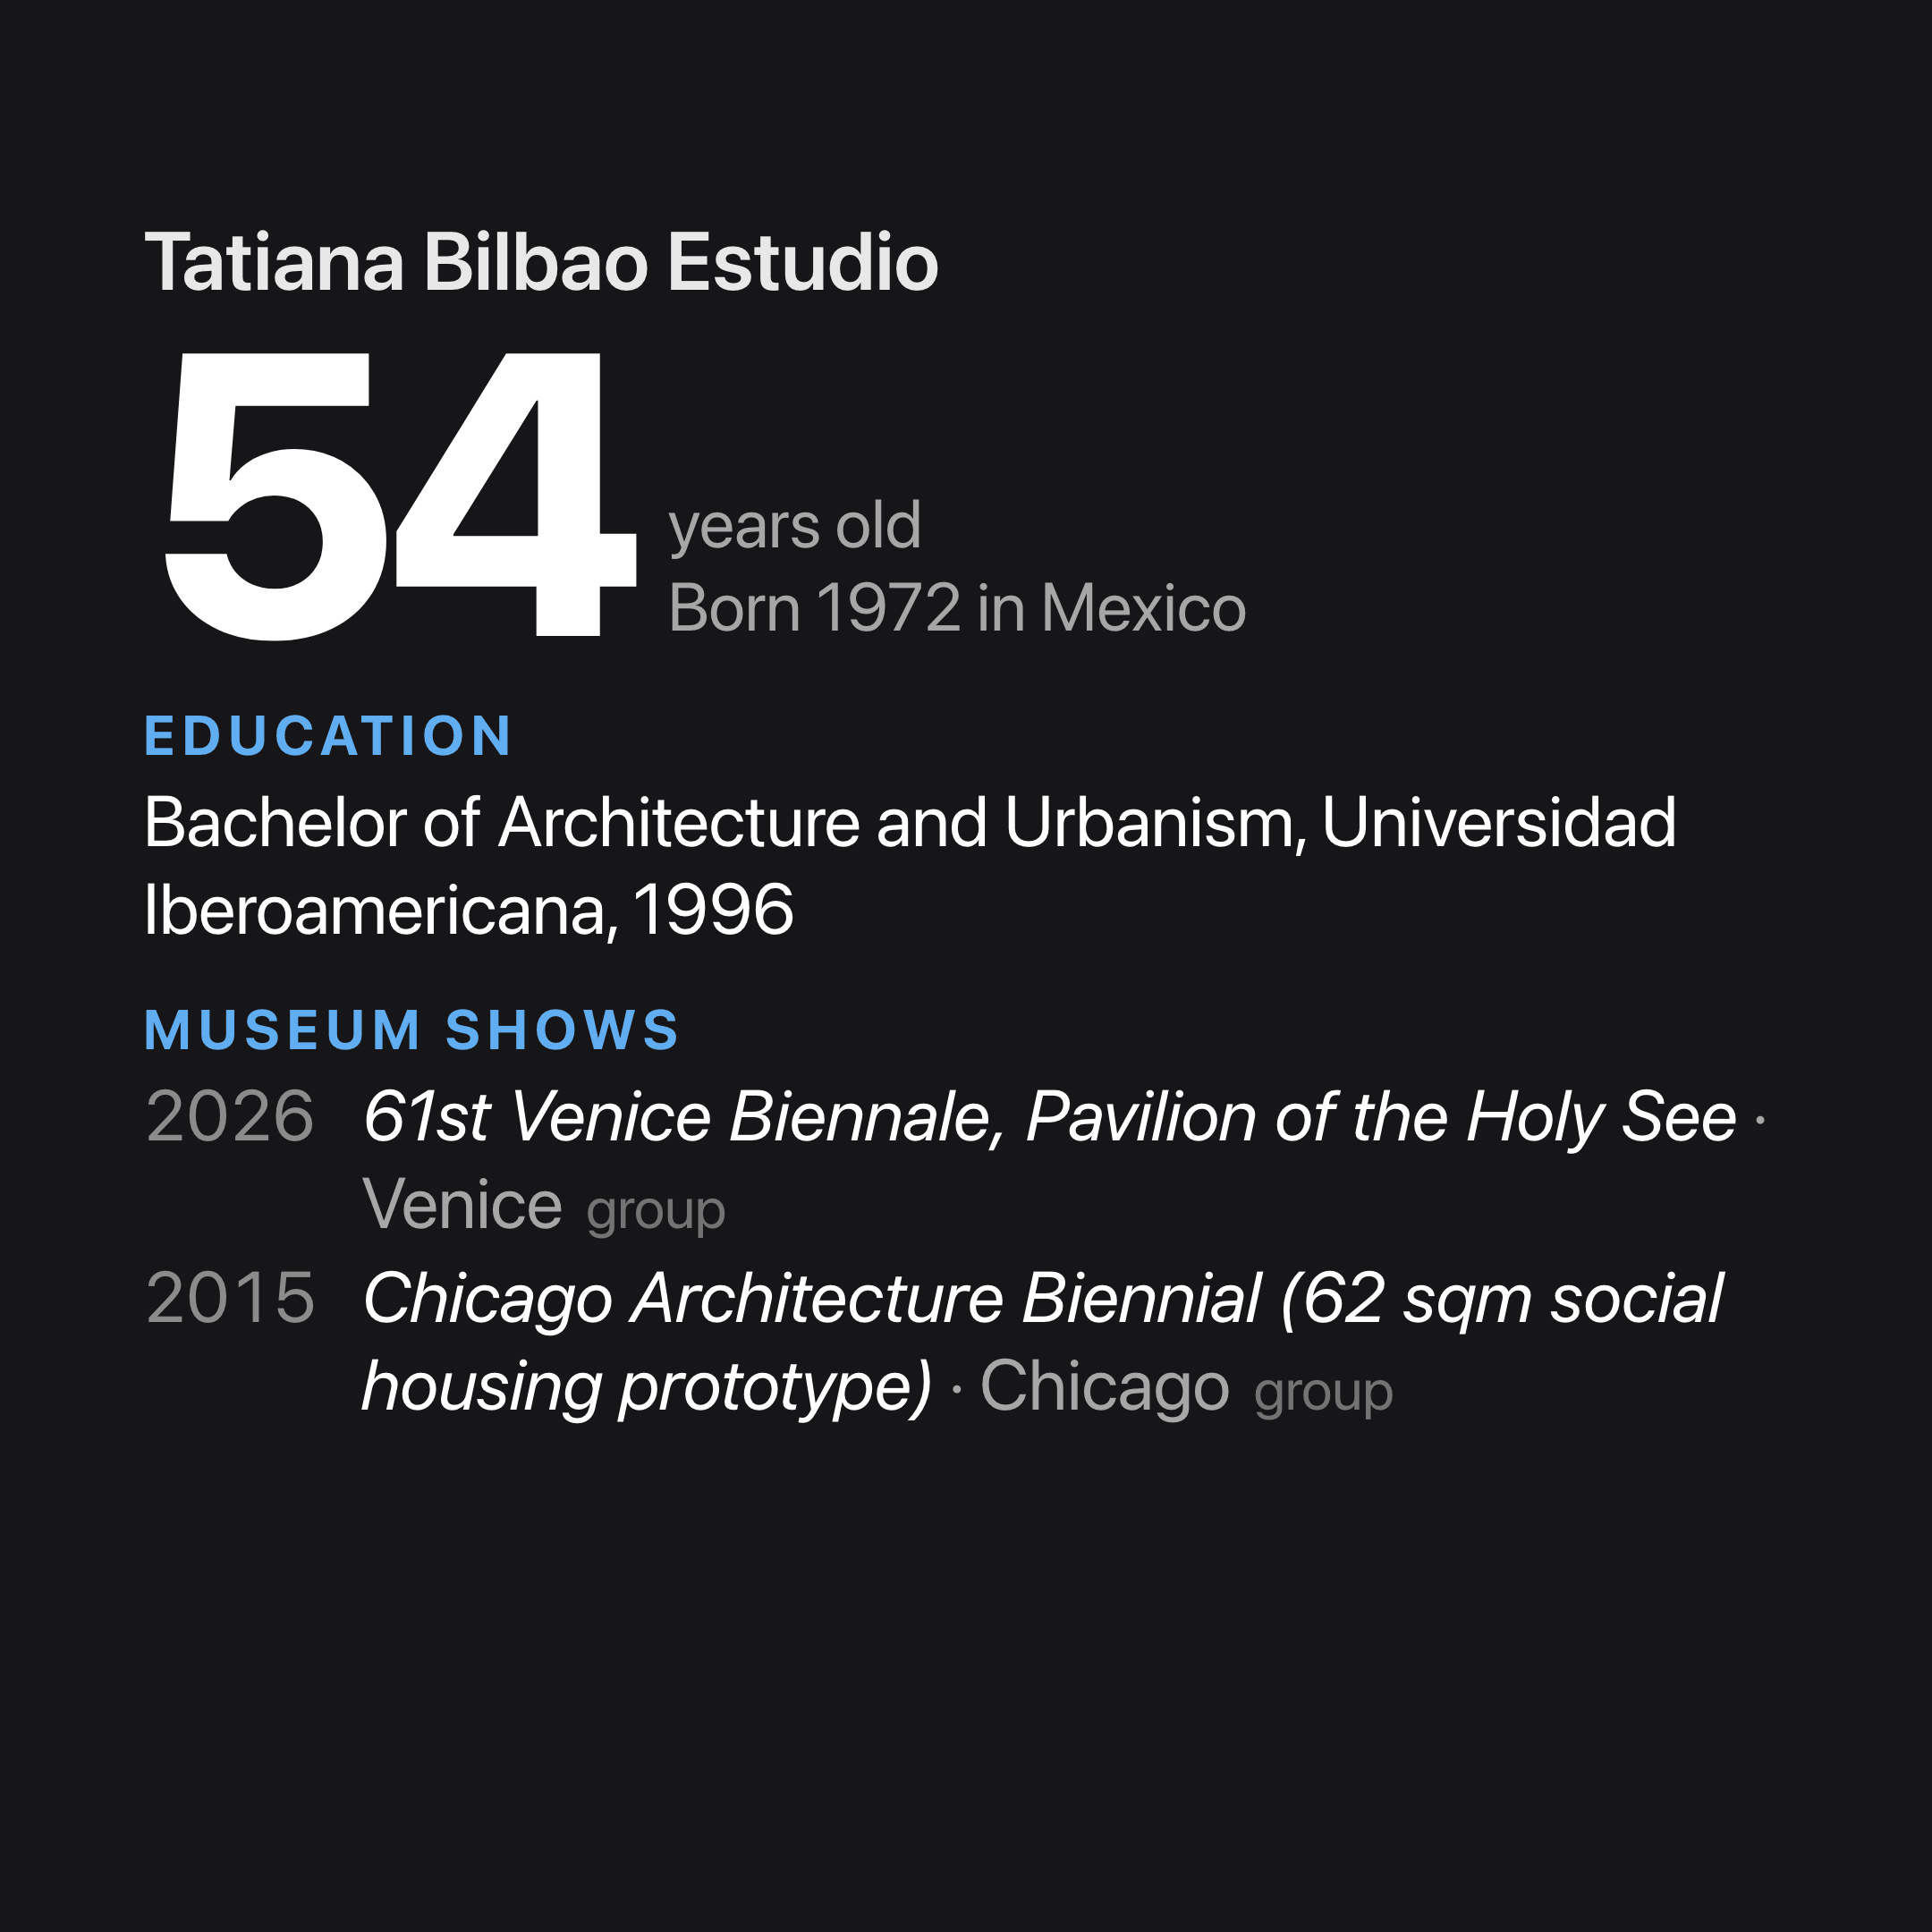 Tatiana Bilbao Estudio
54
years old
Born 1972 in Mexico
EDUCATION
Bachelor of Architecture and Urbanism, Universidad
Iberoamericana, 1996
MUSEUM SHOWS
2026 61st Venice Biennale, Pavilion of the Holy See ·
Venice group
2015 Chicago Architecture Biennial (62 sqm social
housing prototype) · Chicago group